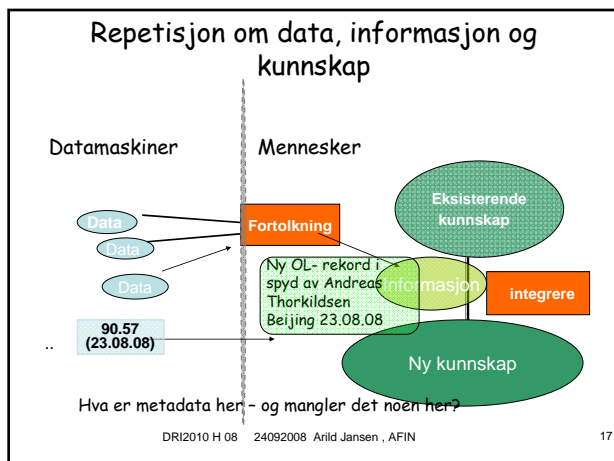 Repetisjon om data, informasjon og
kunnskap
Datamaskiner
Mennesker
Data
Data
Data
Fortolkning
Eksisterende
kunnskap
Ny OL- rekord i
spyd av Andreas
Thorkildsen
Beijing 23.08.08
Informasjon
integrere
90.57
(23.08.08)
..
Ny kunnskap
Hva er metadata her – og mangler det noen her?
DRI2010 H 08 24092008 Arild Jansen , AFIN
17